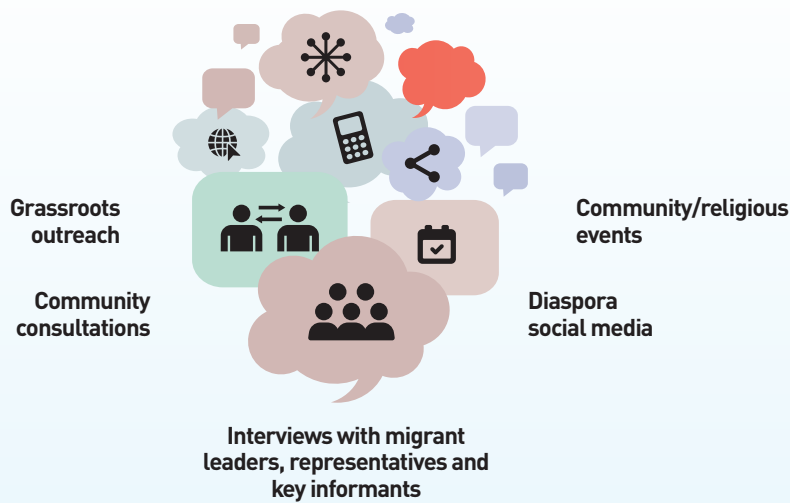 Grassroots
outreach
Community/religious
events
Community
consultations
Diaspora
social media
Interviews with migrant
leaders, representatives and
key informants